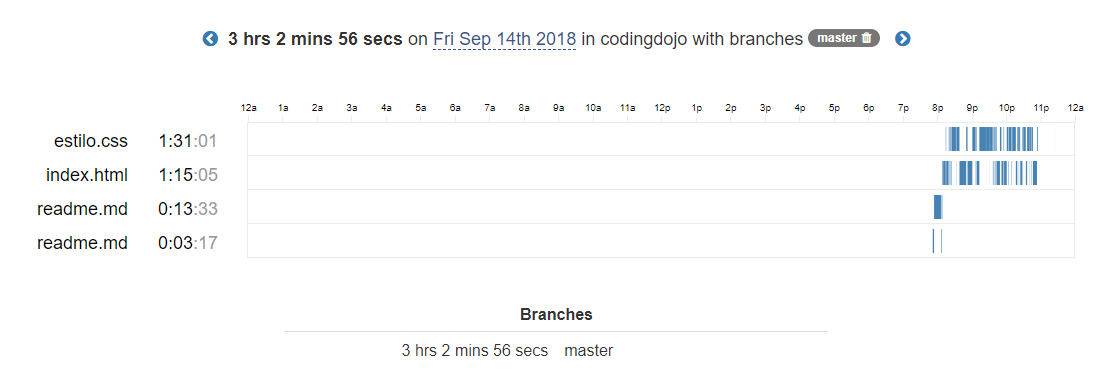 3 hrs 2 mins 56 secs on Fri Sep 14th 2018 in codingdojo with branches master
12a 1a 2a 3a 4a 5a 6a 7a 8a 9a 10a 11a 12p 1p 2p 3p 4p 5p 6p 7p 8p 9p 10p 11p 12a
estilo.css 1:31:01
index.html 1:15:05
readme.md 0:13:33
readme.md 0:03:17
Branches
3 hrs 2 mins 56 secs master